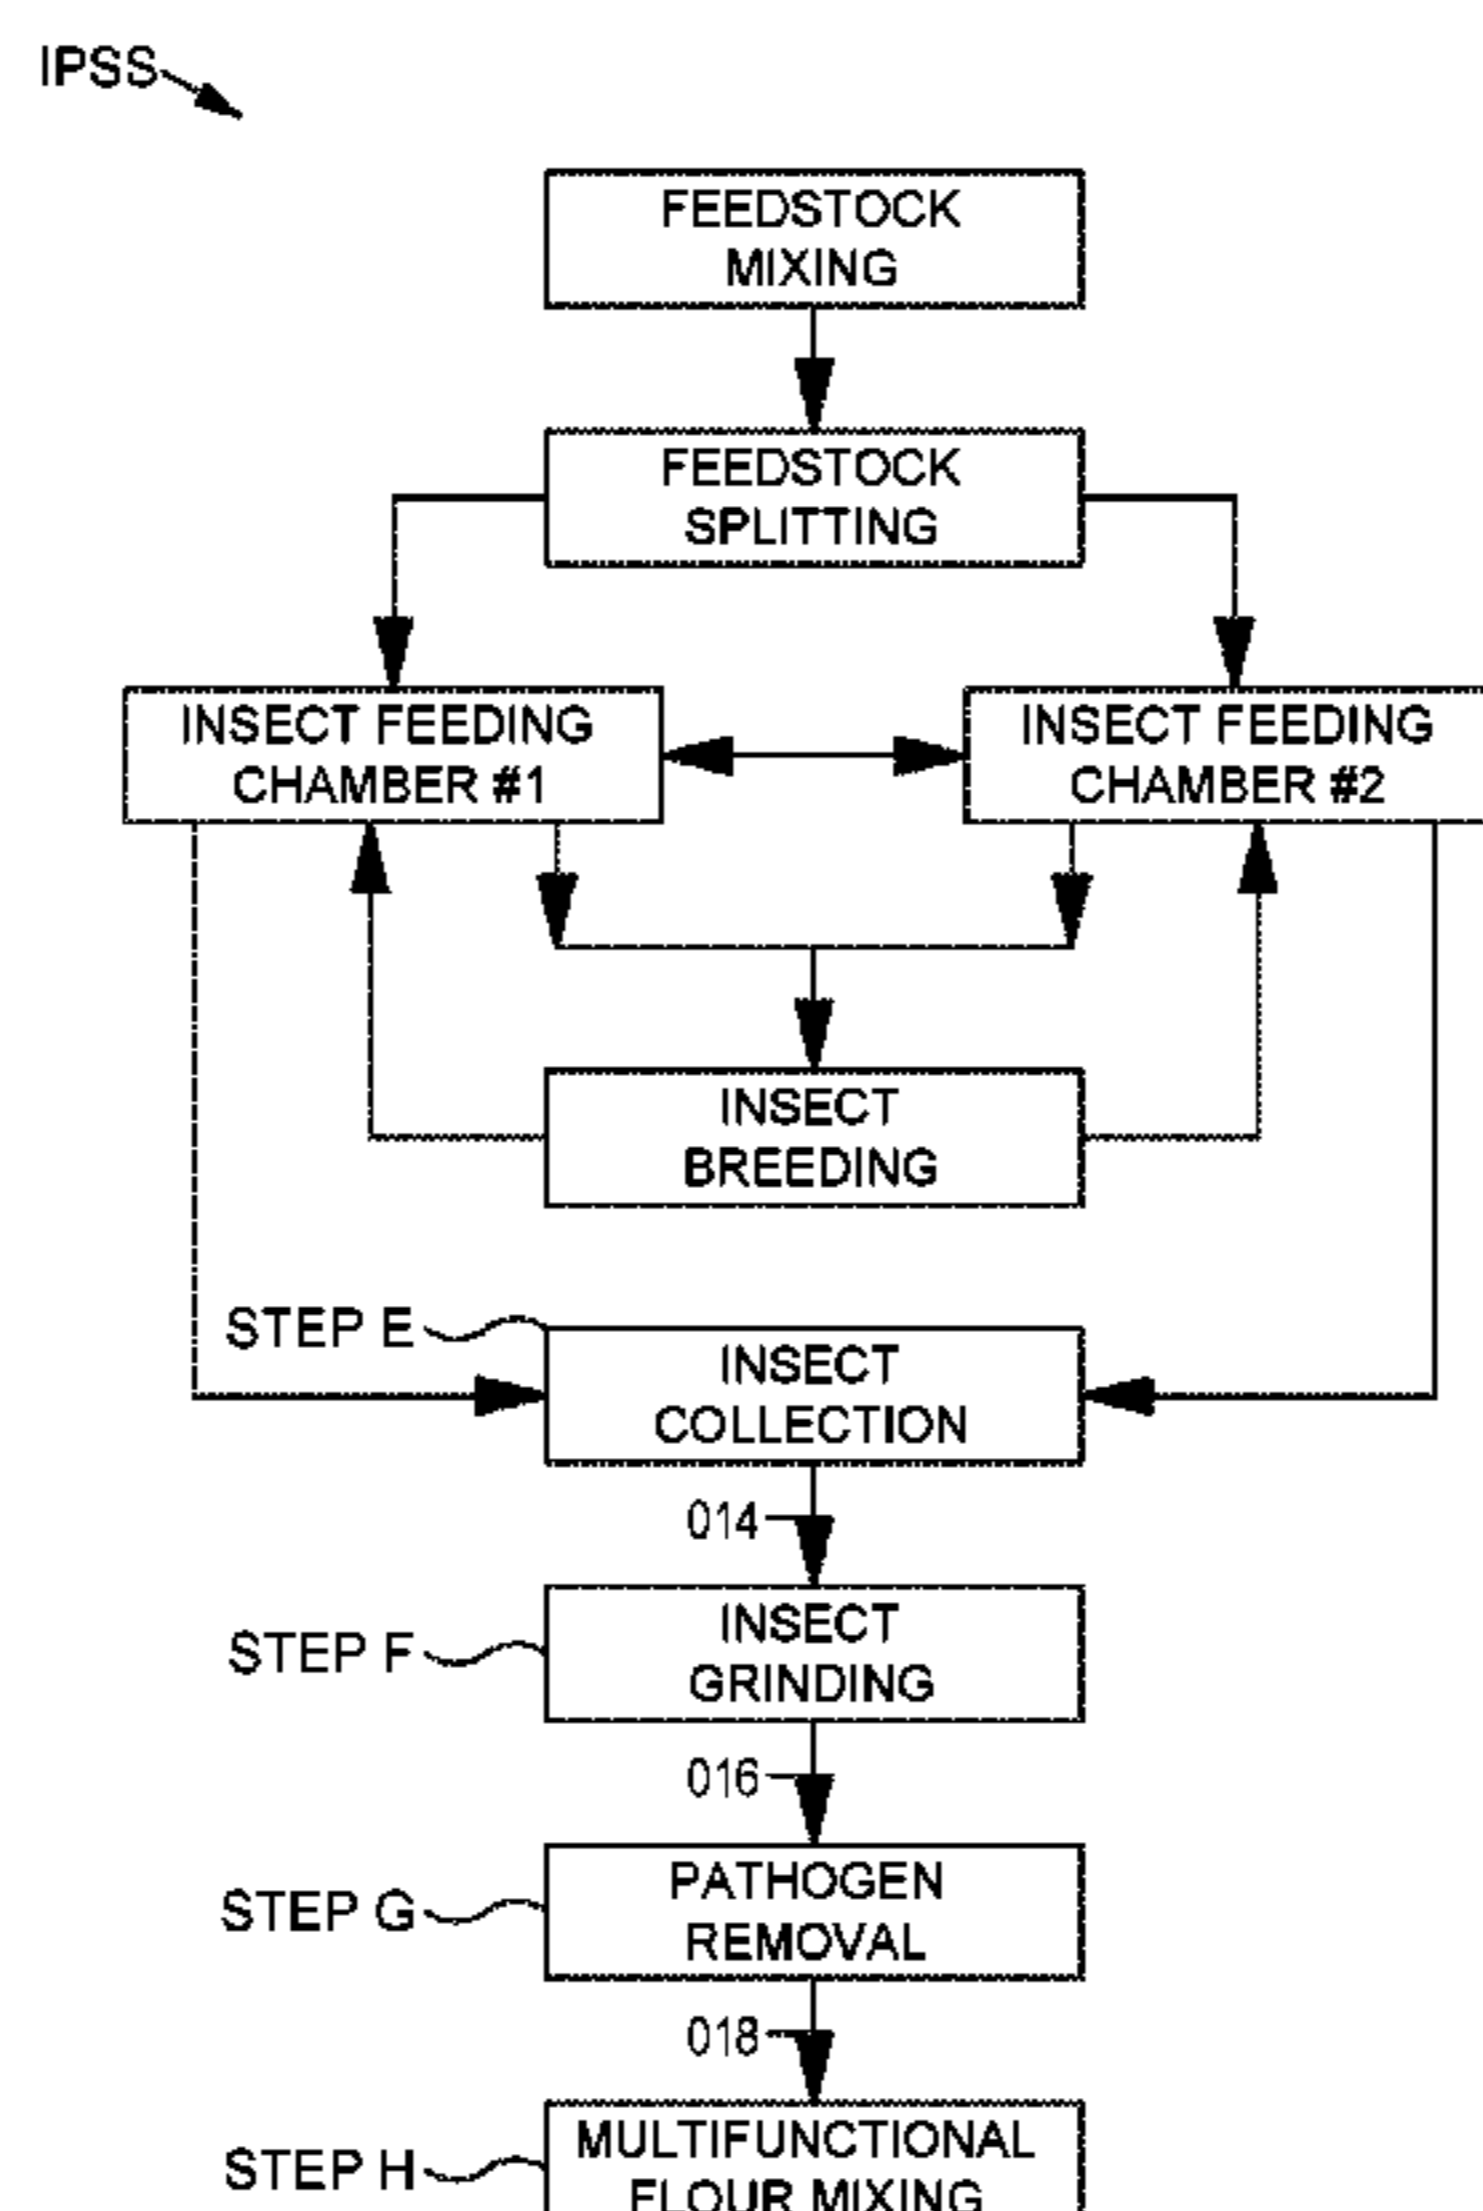 IPSS
FEEDSTOCK
MIXING
FEEDSTOCK
SPLITTING
INSECT FEEDING
CHAMBER #1
INSECT FEEDING
CHAMBER #2
INSECT
BREEDING
STEP E
INSECT
COLLECTION
014
STEP F
INSECT
GRINDING
016
STEP G
PATHOGEN
REMOVAL
018
STEP H
MULTIFUNCTIONAL
FLOUR MIXING